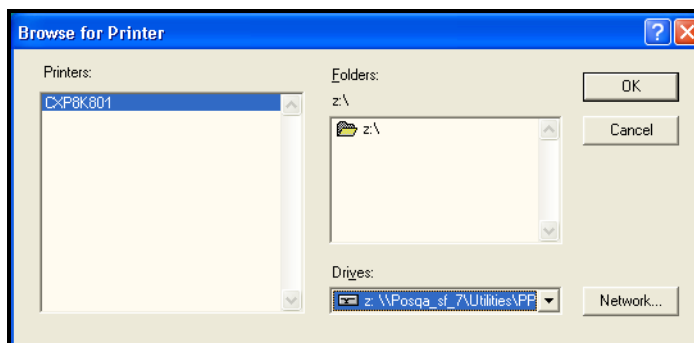 Browse for Printer
Printers:
CXP8K801
Folders:
z:\
z:\
OK
Cancel
Drives:
z: \\Posqa_sf_7\Utilities\PP
Network...